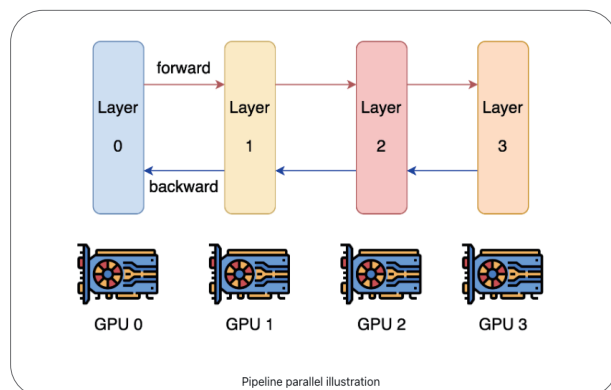 forward
Layer
0
Layer
1
Layer
2
Layer
3
backward
GPU 0
GPU 1
GPU 2
GPU 3
Pipeline parallel illustration